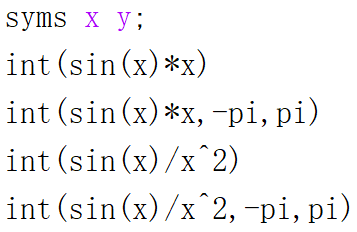 syms x y;
int(sin(x)*x)
int(sin(x)*x,-pi,pi)
int(sin(x)/x^2)
int(sin(x)/x^2,-pi,pi)